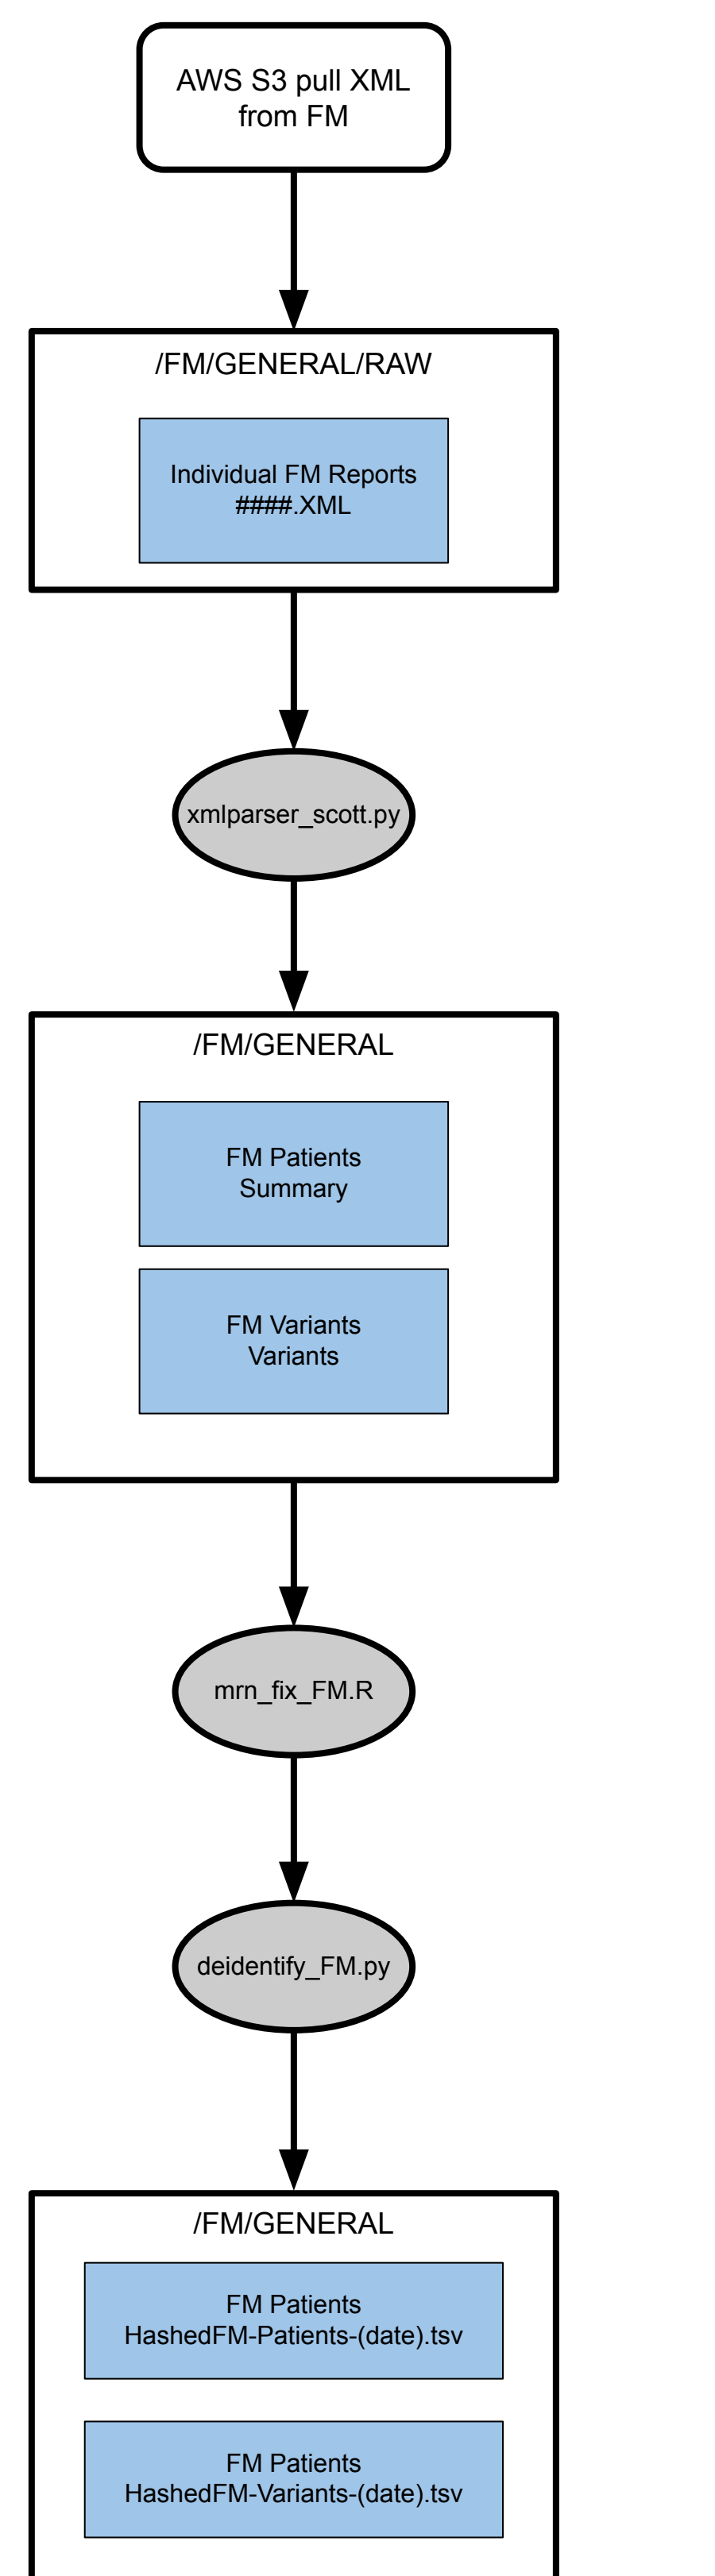 AWS S3 pull XML
from FM
/FM/GENERAL/RAW
Individual FM Reports
####.XML
xmlparser_scott.py
/FM/GENERAL
FM Patients
Summary
FM Variants
Variants
mrn_fix_FM.R
deidentify_FM.py
/FM/GENERAL
FM Patients
HashedFM-Patients-(date).tsv
FM Patients
HashedFM-Variants-(date).tsv